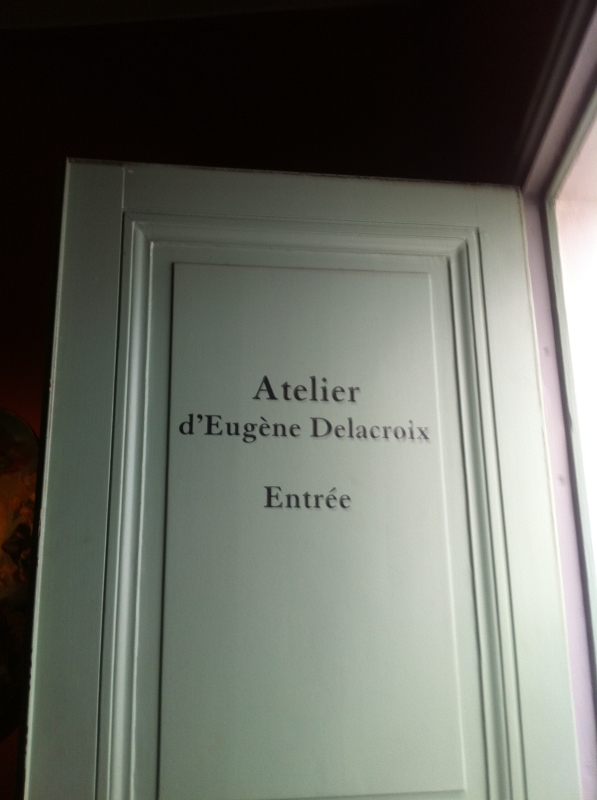 Atelier
d'Eugène Delacroix
Entrée